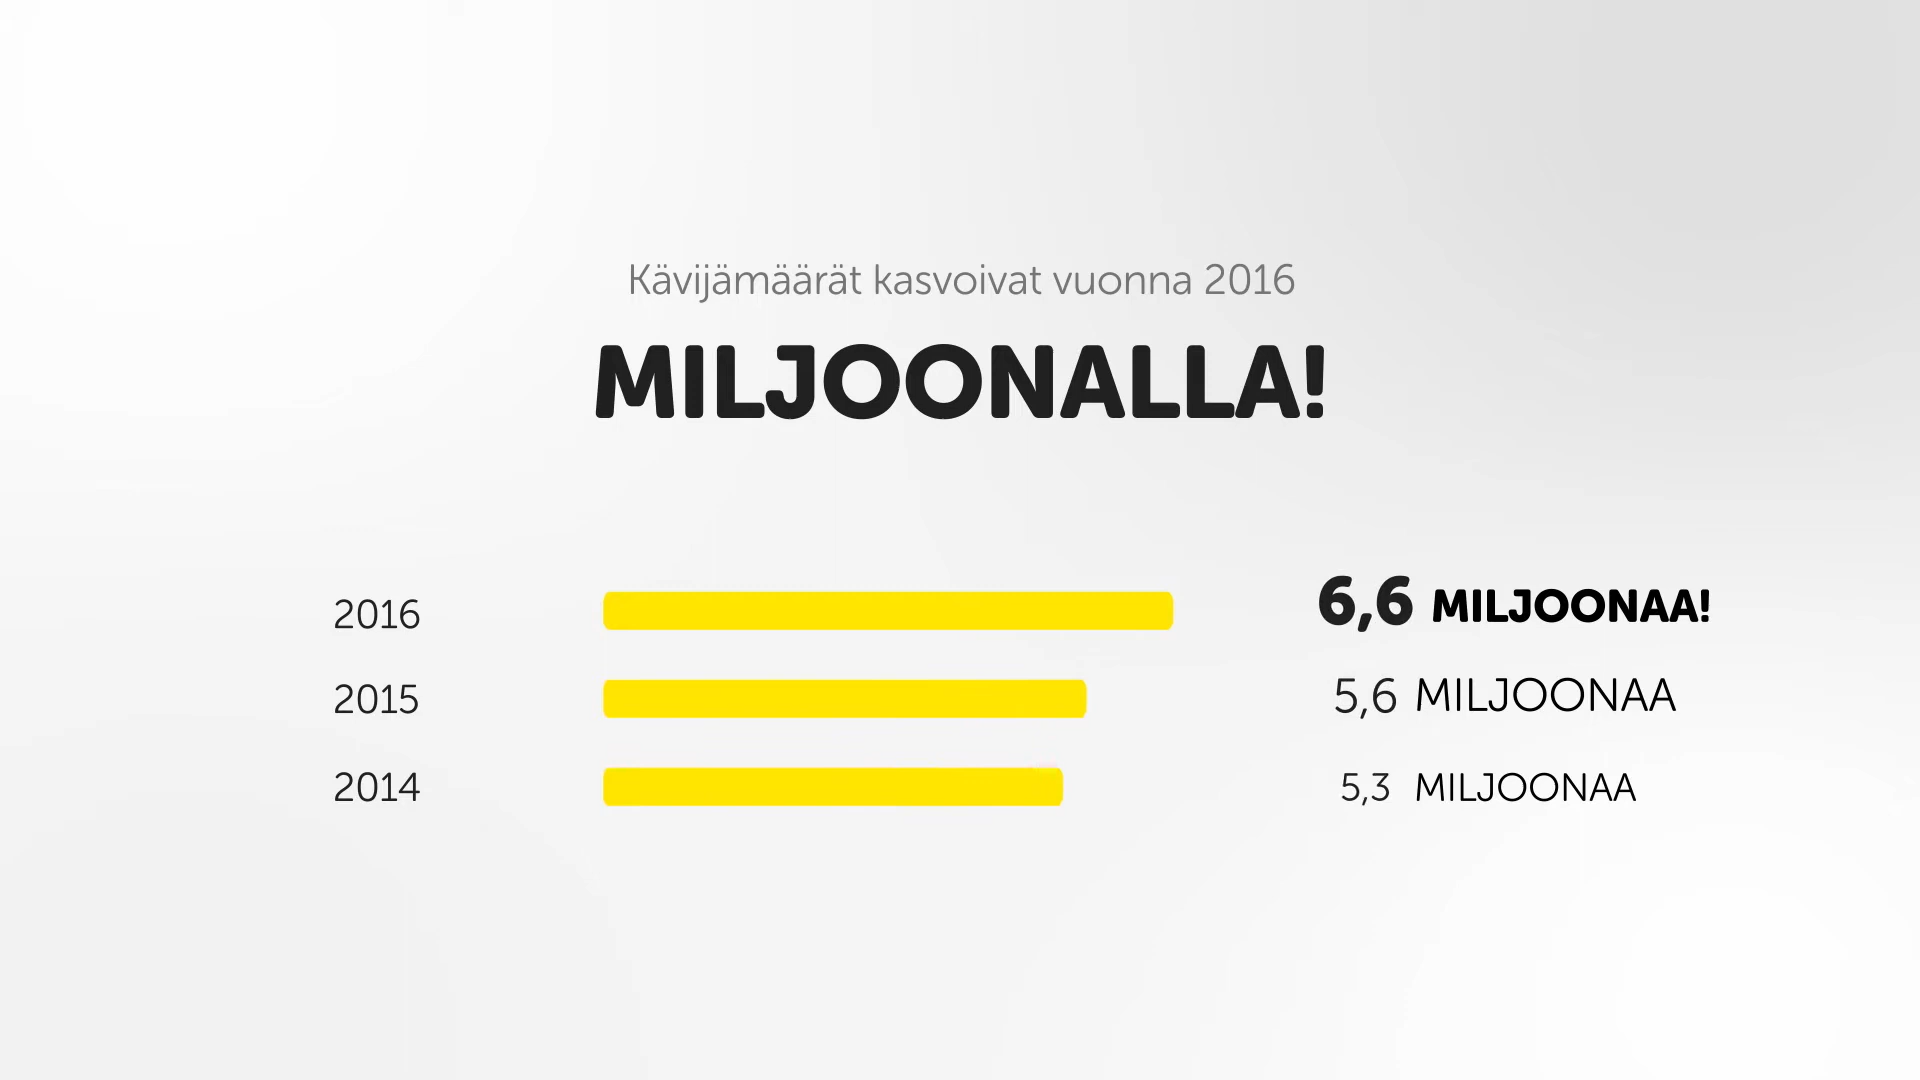 Kävijämäärät kasvoivat vuonna 2016
MILJOONALLA!
2016 6,6 MILJOONAA!
2015 5,6 MILJOONAA
2014 5,3 MILJOONAA